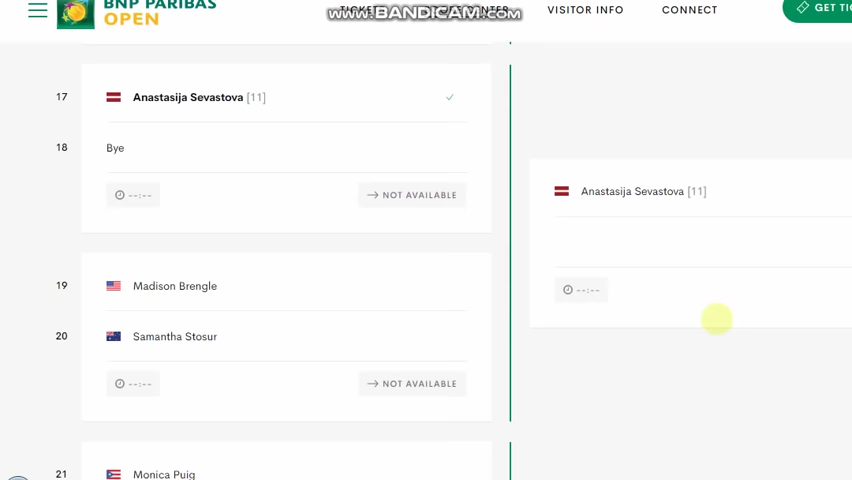 BNP PARIBAS
OPEN
www.BANDICAM.com
VISITOR INFO
CONNECT
GET TI
17
Anastasija Sevastova [11]
18
Bye
--:--
NOT AVAILABLE
Anastasija Sevastova [11]
--:--
19
Madison Brengle
20
Samantha Stosur
--:--
NOT AVAILABLE
21
Monica Puig